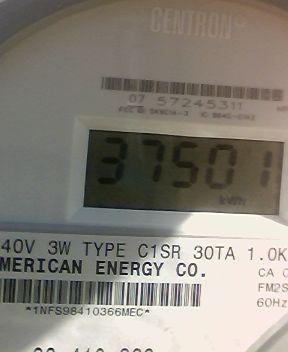 CENTRON®
07 57245311
37501
kWh
40V 3W TYPE C1SR 30TA 1.0K
MERICAN ENERGY CO.
CA
FM2S
60Hz
*1NFS98410366MEC*